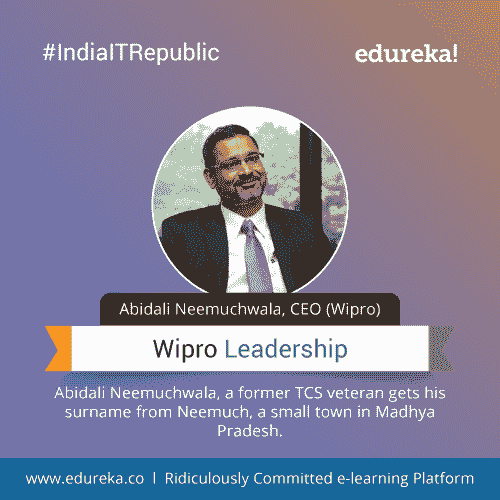 #IndiaITRepublic
edureka!
Abidali Neemuchwala, CEO (Wipro)
Wipro Leadership
Abidali Neemuchwala, a former TCS veteran gets his
surname from Neemuch, a small town in Madhya
Pradesh.
www.edureka.co | Ridiculously Committed e-learning Platform